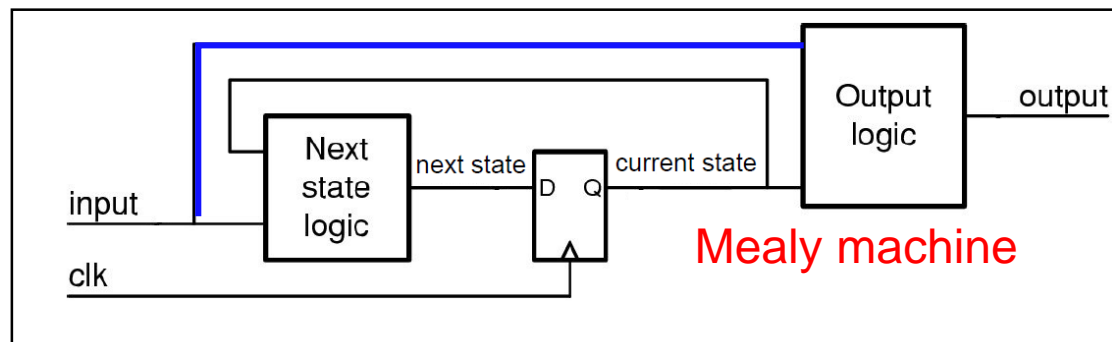 Output
logic
output
Next
state
logic
next state
D
Q
current state
input
clk
Mealy machine